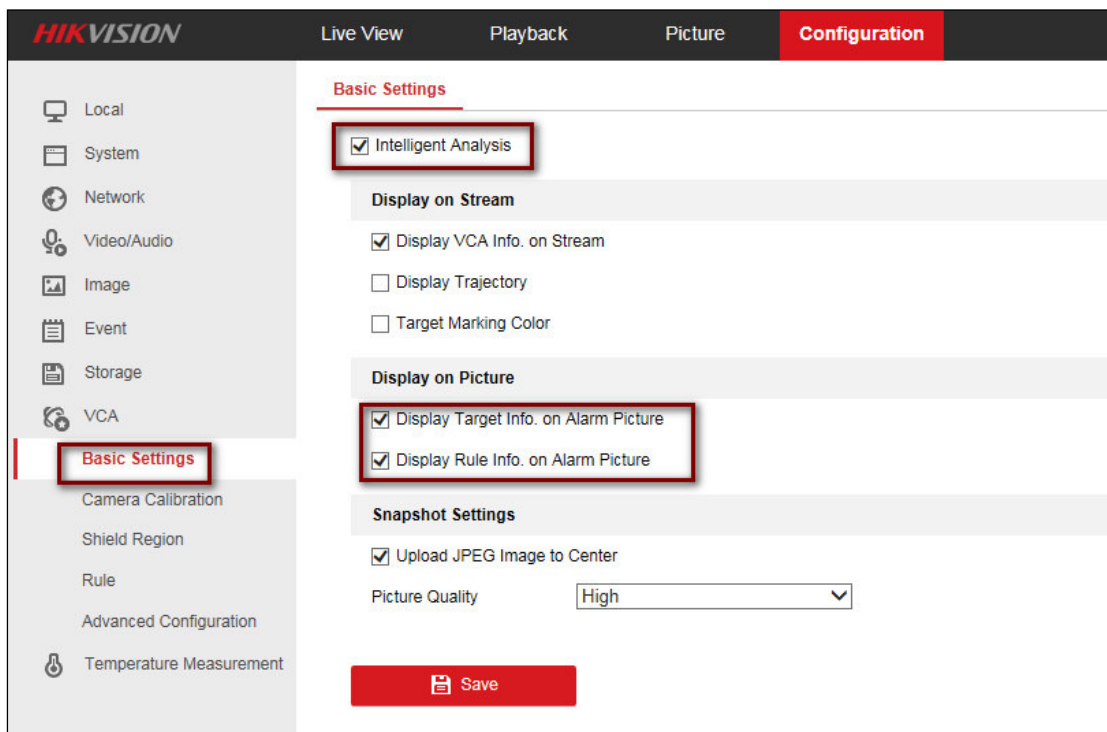 HIKVISION Live View Playback Picture Configuration
Basic Settings
Local
System
Network
Video/Audio
Image
Event
Storage
VCA
Basic Settings
Camera Calibration
Shield Region
Rule
Advanced Configuration
Temperature Measurement
Intelligent Analysis
Display on Stream
Display VCA Info. on Stream
Display Trajectory
Target Marking Color
Display on Picture
Display Target Info. on Alarm Picture
Display Rule Info. on Alarm Picture
Snapshot Settings
Upload JPEG Image to Center
Picture Quality High
Save